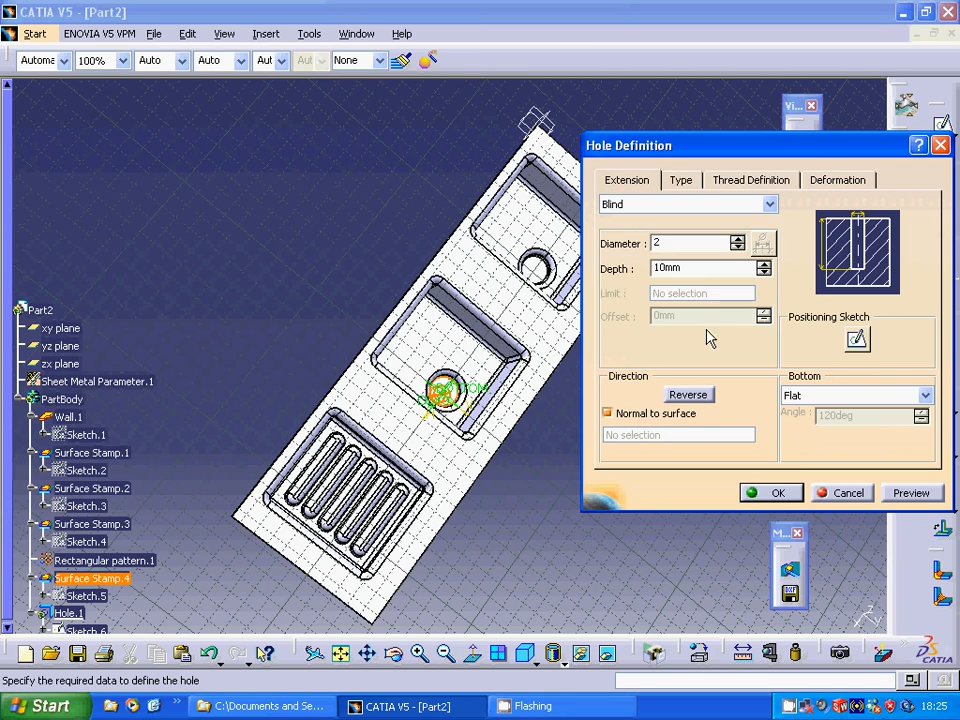 CATIA V5 - [Part2]
Start ENOVIA V5 VPM File Edit View Insert Tools Window Help
Automa 100% Auto Auto Aut Aut None
Vi...
Hole Definition
Extension Type Thread Definition Deformation
Blind
Diameter : 2
Depth : 10mm
Limit : No selection
Offset : 0mm
Positioning Sketch
Direction
Reverse
Normal to surface
No selection
Bottom
Flat
Angle : 120deg
OK Cancel Preview
BOTTOM
Part2
xy plane
yz plane
zx plane
Sheet Metal Parameter.1
PartBody
Wall.1
Sketch.1
Surface Stamp.1
Sketch.2
Surface Stamp.2
Sketch.3
Surface Stamp.3
Sketch.4
Rectangular pattern.1
Surface Stamp.4
Sketch.5
Hole.1
Sketch.6
M...
CATIA
Specify the required data to define the hole
Start C:\Documents and Se... CATIA V5 - [Part2] Flashing 18:25